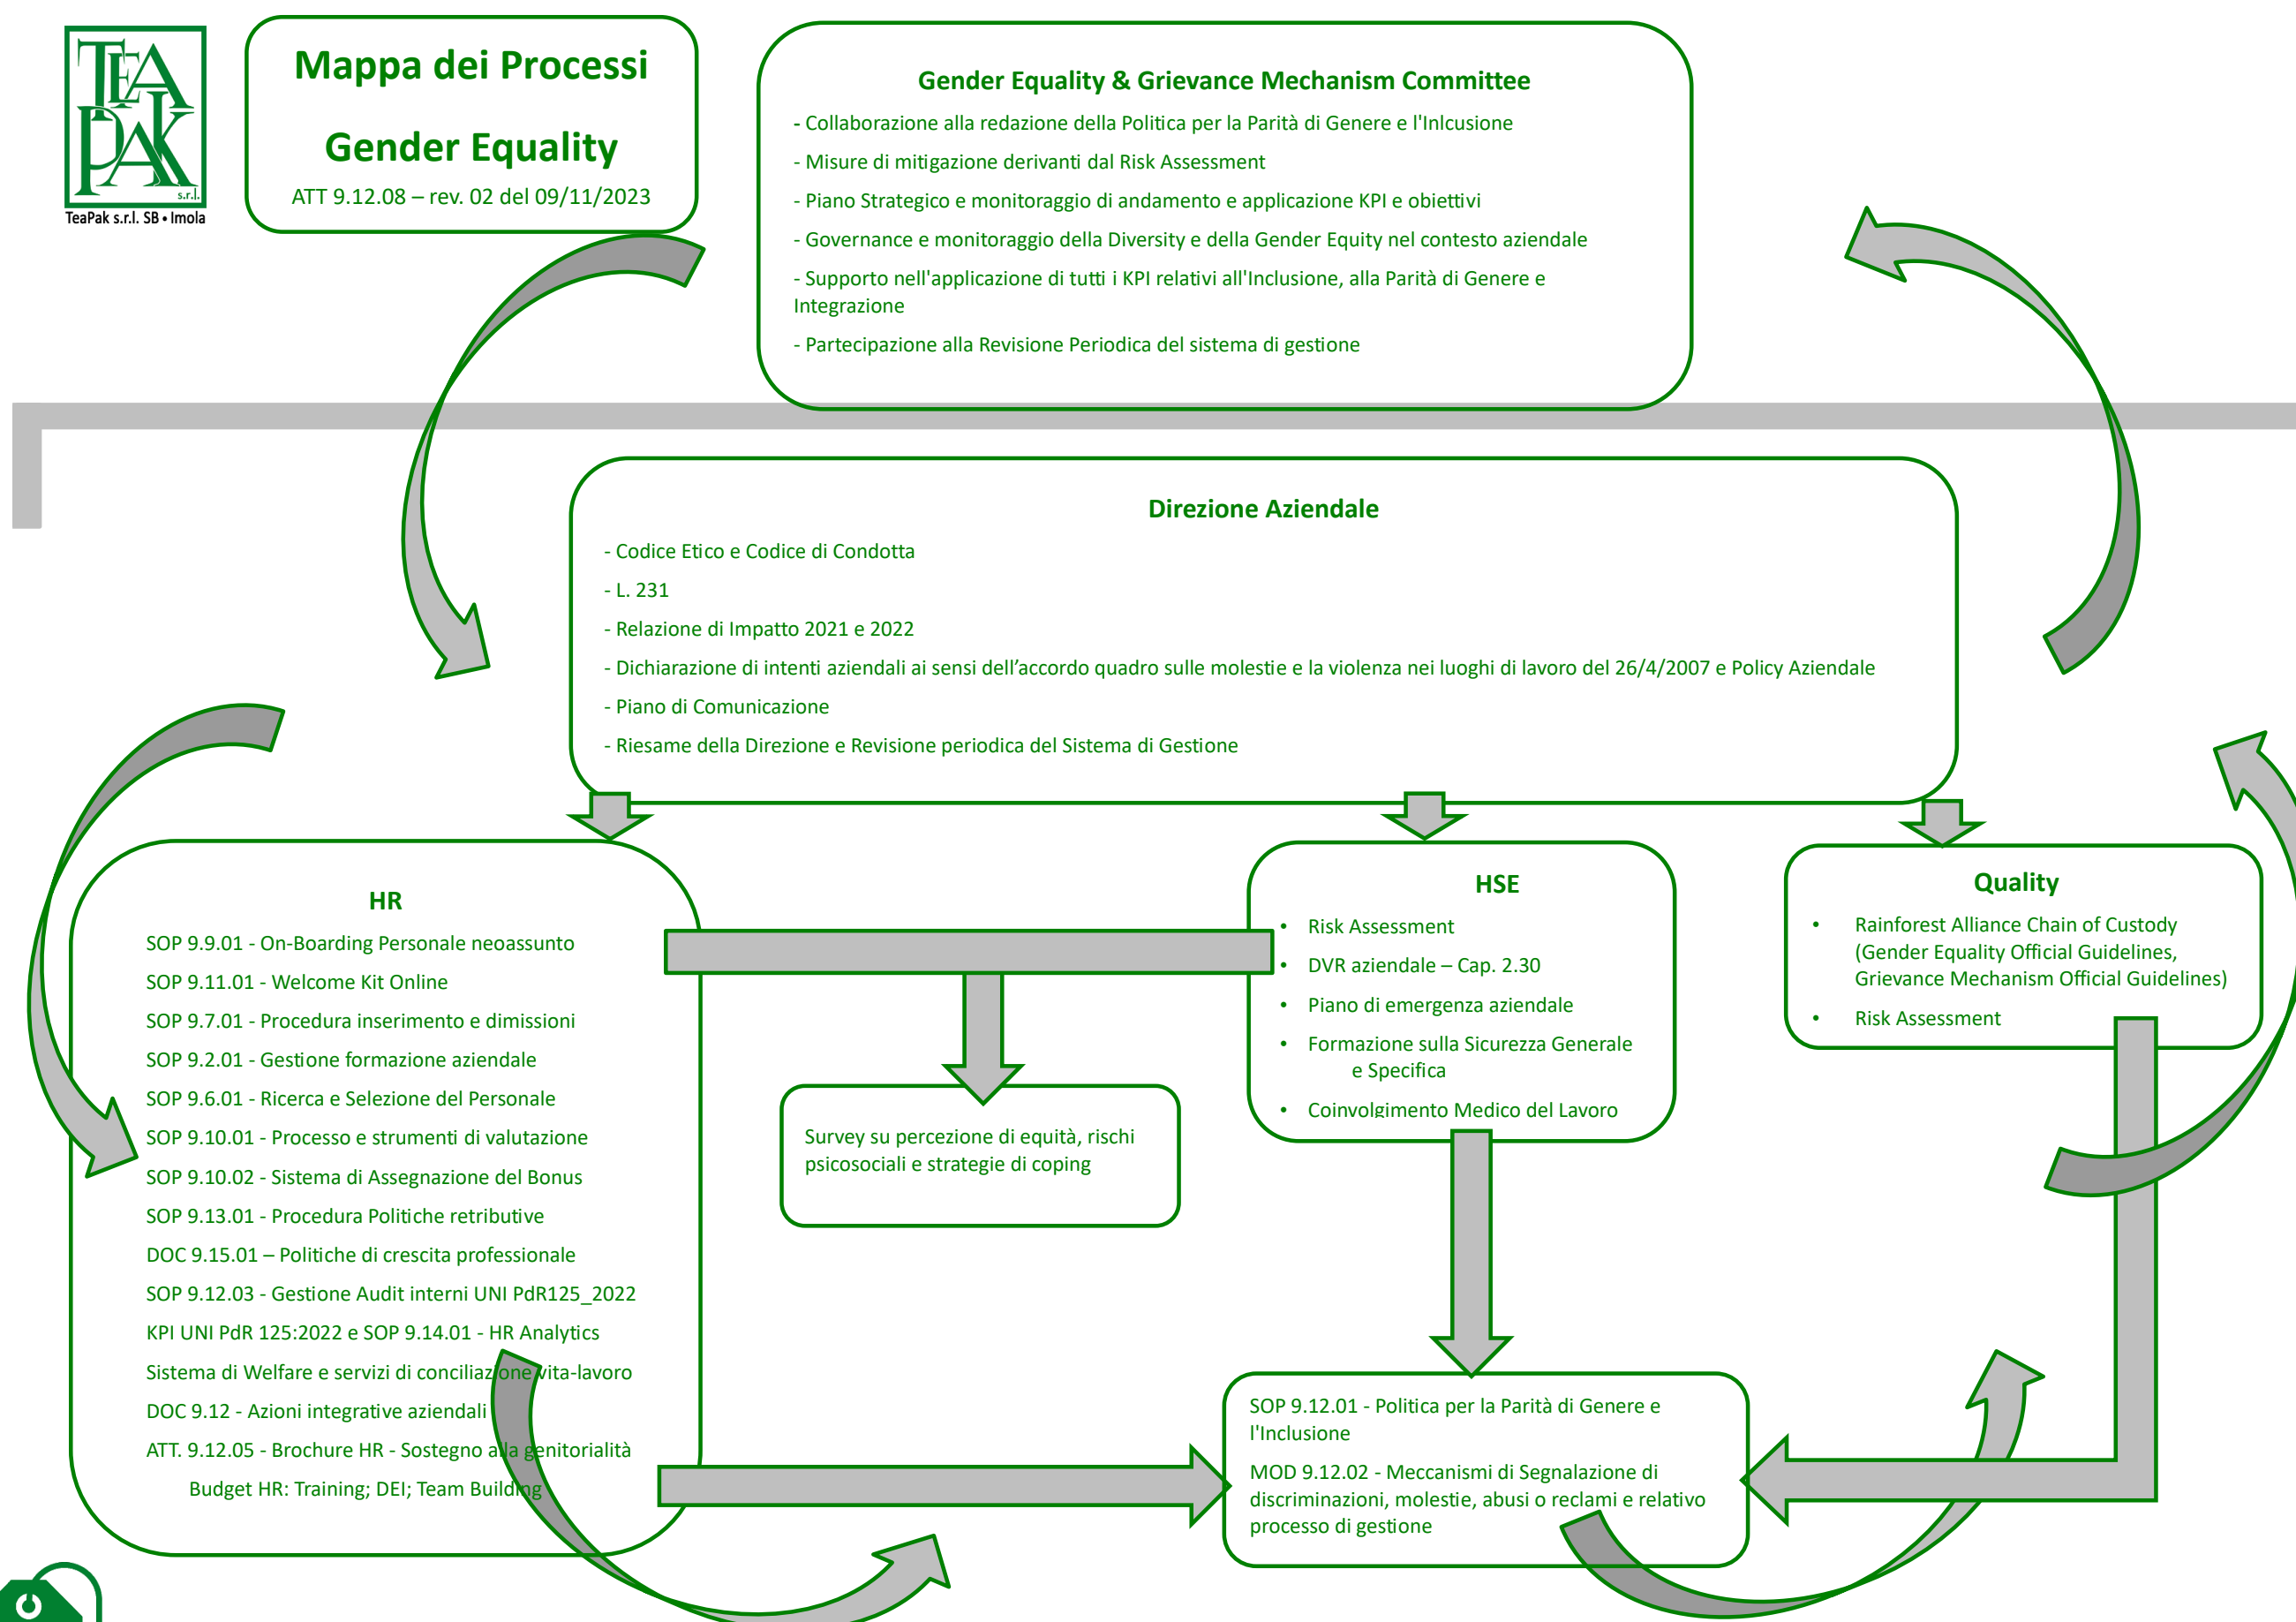 TEA
PAK
s.r.l.
TeaPak s.r.l. SB • Imola
Mappa dei Processi
Gender Equality
ATT 9.12.08 – rev. 02 del 09/11/2023
Gender Equality & Grievance Mechanism Committee
- Collaborazione alla redazione della Politica per la Parità di Genere e l'Inlcusione
- Misure di mitigazione derivanti dal Risk Assessment
- Piano Strategico e monitoraggio di andamento e applicazione KPI e obiettivi
- Governance e monitoraggio della Diversity e della Gender Equity nel contesto aziendale
- Supporto nell'applicazione di tutti i KPI relativi all'Inclusione, alla Parità di Genere e
Integrazione
- Partecipazione alla Revisione Periodica del sistema di gestione
Direzione Aziendale
- Codice Etico e Codice di Condotta
- L. 231
- Relazione di Impatto 2021 e 2022
- Dichiarazione di intenti aziendali ai sensi dell’accordo quadro sulle molestie e la violenza nei luoghi di lavoro del 26/4/2007 e Policy Aziendale
- Piano di Comunicazione
- Riesame della Direzione e Revisione periodica del Sistema di Gestione
HR
SOP 9.9.01 - On-Boarding Personale neoassunto
SOP 9.11.01 - Welcome Kit Online
SOP 9.7.01 - Procedura inserimento e dimissioni
SOP 9.2.01 - Gestione formazione aziendale
SOP 9.6.01 - Ricerca e Selezione del Personale
SOP 9.10.01 - Processo e strumenti di valutazione
SOP 9.10.02 - Sistema di Assegnazione del Bonus
SOP 9.13.01 - Procedura Politiche retributive
DOC 9.15.01 – Politiche di crescita professionale
SOP 9.12.03 - Gestione Audit interni UNI PdR125_2022
KPI UNI PdR 125:2022 e SOP 9.14.01 - HR Analytics
Sistema di Welfare e servizi di conciliazione vita-lavoro
DOC 9.12 - Azioni integrative aziendali
ATT. 9.12.05 - Brochure HR - Sostegno alla genitorialità
Budget HR: Training; DEI; Team Building
Survey su percezione di equità, rischi
psicosociali e strategie di coping
HSE
• Risk Assessment
• DVR aziendale – Cap. 2.30
• Piano di emergenza aziendale
• Formazione sulla Sicurezza Generale
e Specifica
• Coinvolgimento Medico del Lavoro
Quality
• Rainforest Alliance Chain of Custody
(Gender Equality Official Guidelines,
Grievance Mechanism Official Guidelines)
• Risk Assessment
SOP 9.12.01 - Politica per la Parità di Genere e
l'Inclusione
MOD 9.12.02 - Meccanismi di Segnalazione di
discriminazioni, molestie, abusi o reclami e relativo
processo di gestione